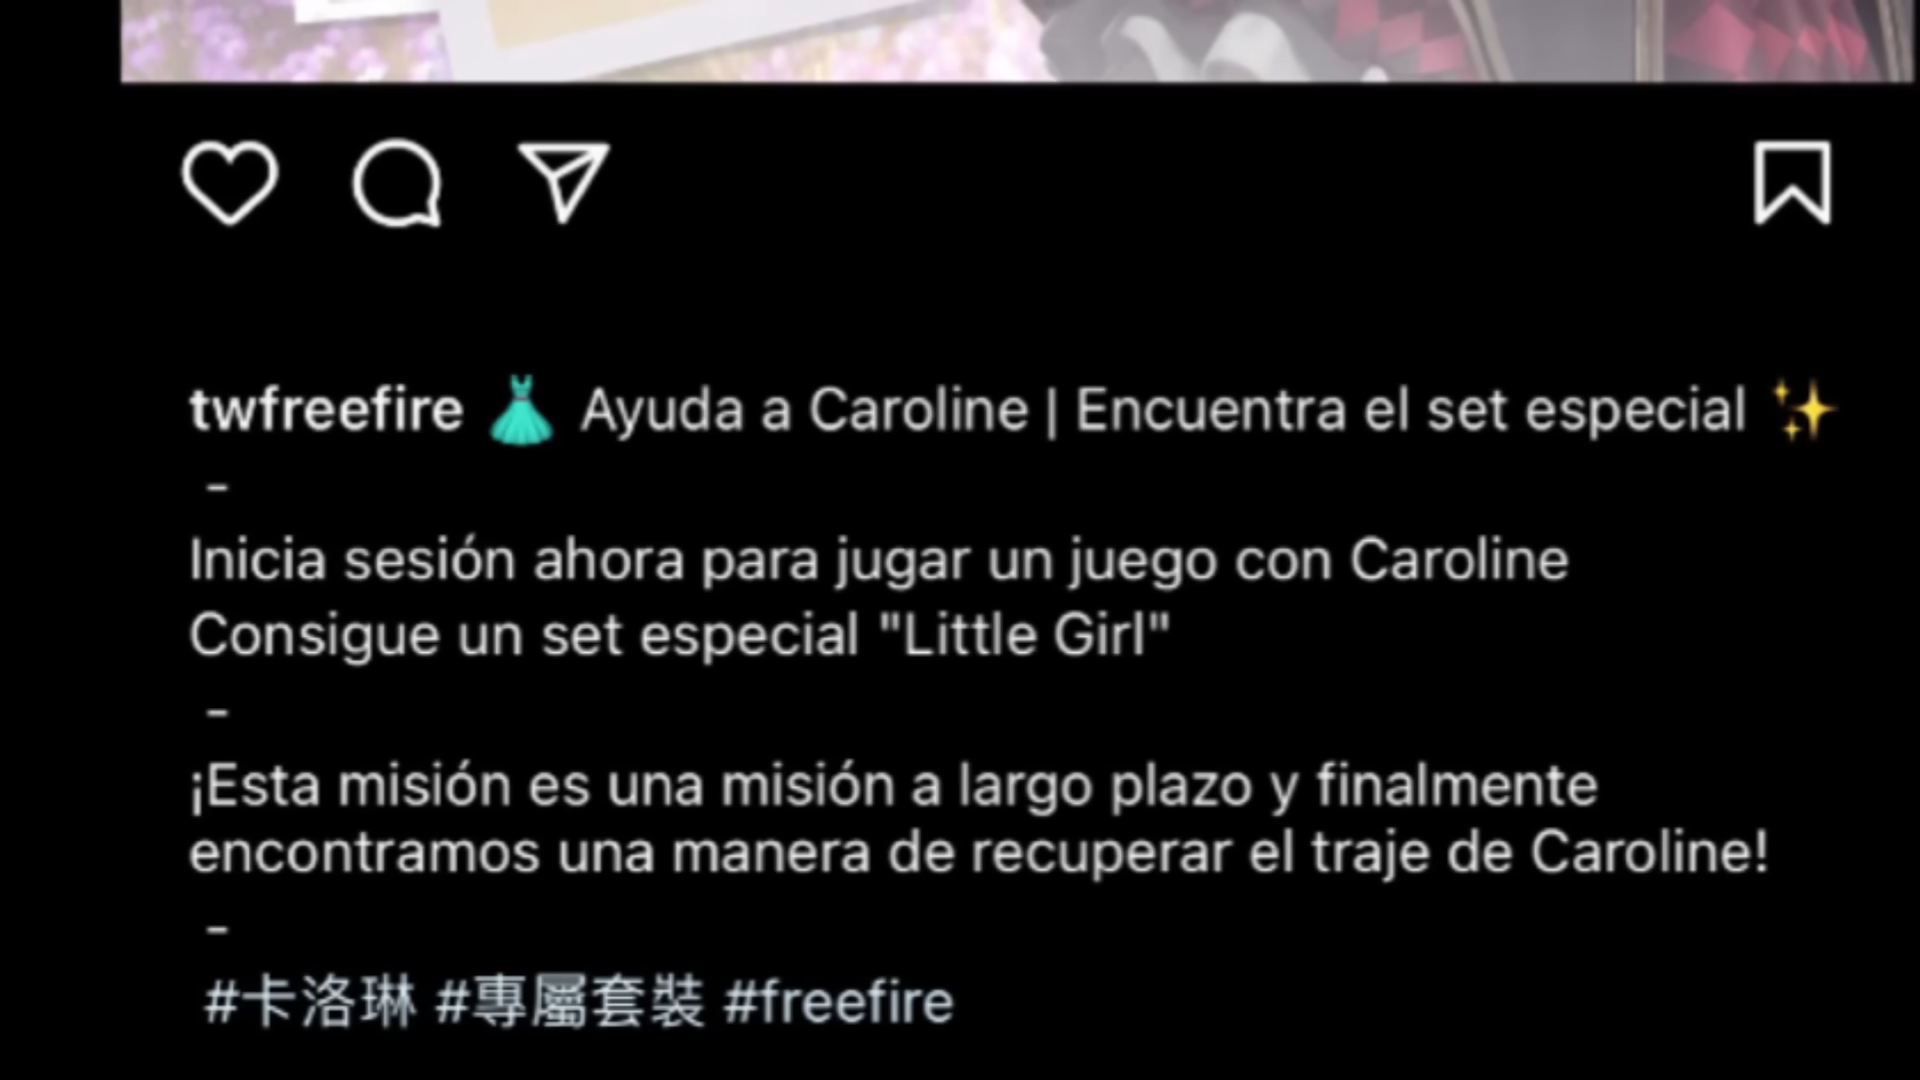 twfreefire 👗 Ayuda a Caroline | Encuentra el set especial ✨
-
Inicia sesión ahora para jugar un juego con Caroline
Consigue un set especial "Little Girl"
-
¡Esta misión es una misión a largo plazo y finalmente
encontramos una manera de recuperar el traje de Caroline!
-
#卡洛琳 #專屬套裝 #freefire